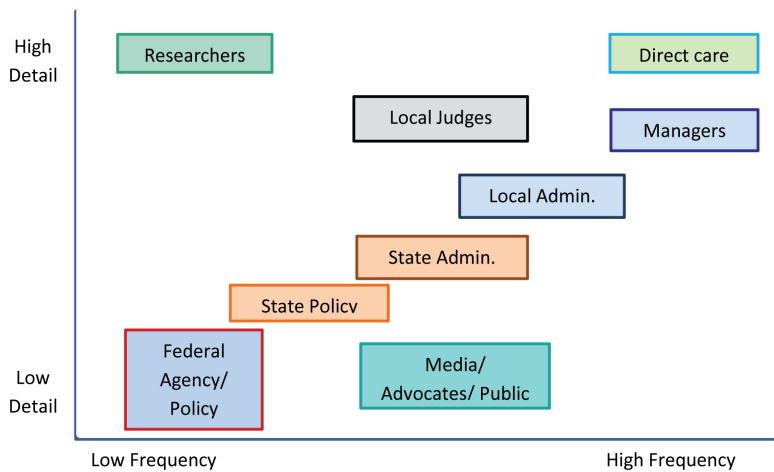 High
Detail
Researchers
Direct care
Local Judges
Managers
Local Admin.
State Admin.
State Policy
Federal
Agency/
Policy
Media/
Advocates/ Public
Low
Detail
Low Frequency
High Frequency